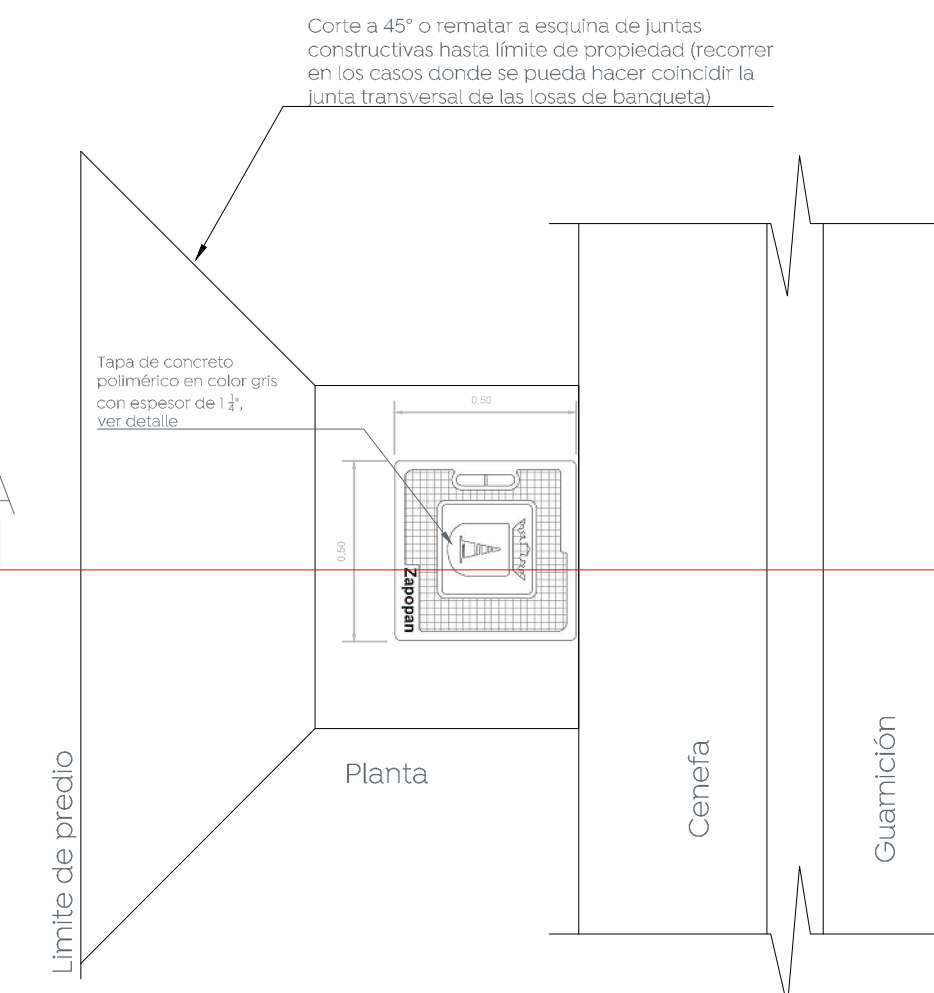 Corte a 45° o rematar a esquina de juntas
constructivas hasta límite de propiedad (recorrer
en los casos donde se pueda hacer coincidir la
junta transversal de las losas de banqueta)
Tapa de concreto
polimérico en color gris
con espesor de 1 1/4",
ver detalle
0,50
0,50
A
Zapopan
Planta
Limite de predio
Cenefa
Guarnición